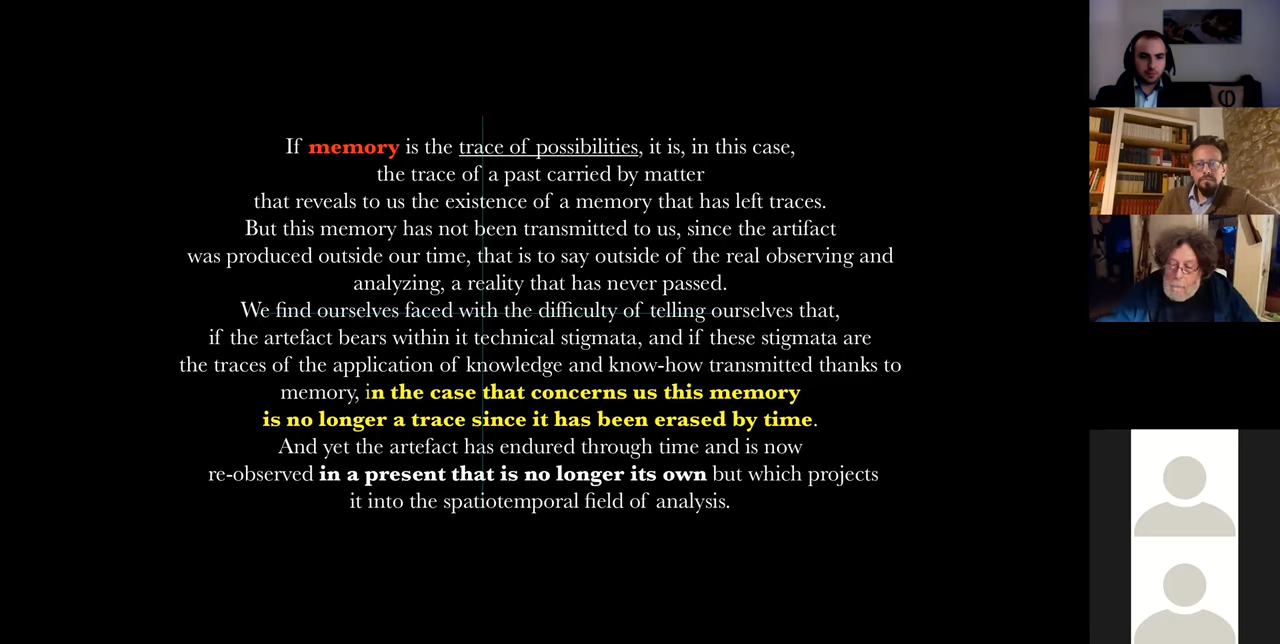 If memory is the trace of possibilities, it is, in this case,
the trace of a past carried by matter
that reveals to us the existence of a memory that has left traces.
But this memory has not been transmitted to us, since the artifact
was produced outside our time, that is to say outside of the real observing and
analyzing, a reality that has never passed.
We find ourselves faced with the difficulty of telling ourselves that,
if the artefact bears within it technical stigmata, and if these stigmata are
the traces of the application of knowledge and know-how transmitted thanks to
memory, in the case that concerns us this memory
is no longer a trace since it has been erased by time.
And yet the artefact has endured through time and is now
re-observed in a present that is no longer its own but which projects
it into the spatiotemporal field of analysis.
φ